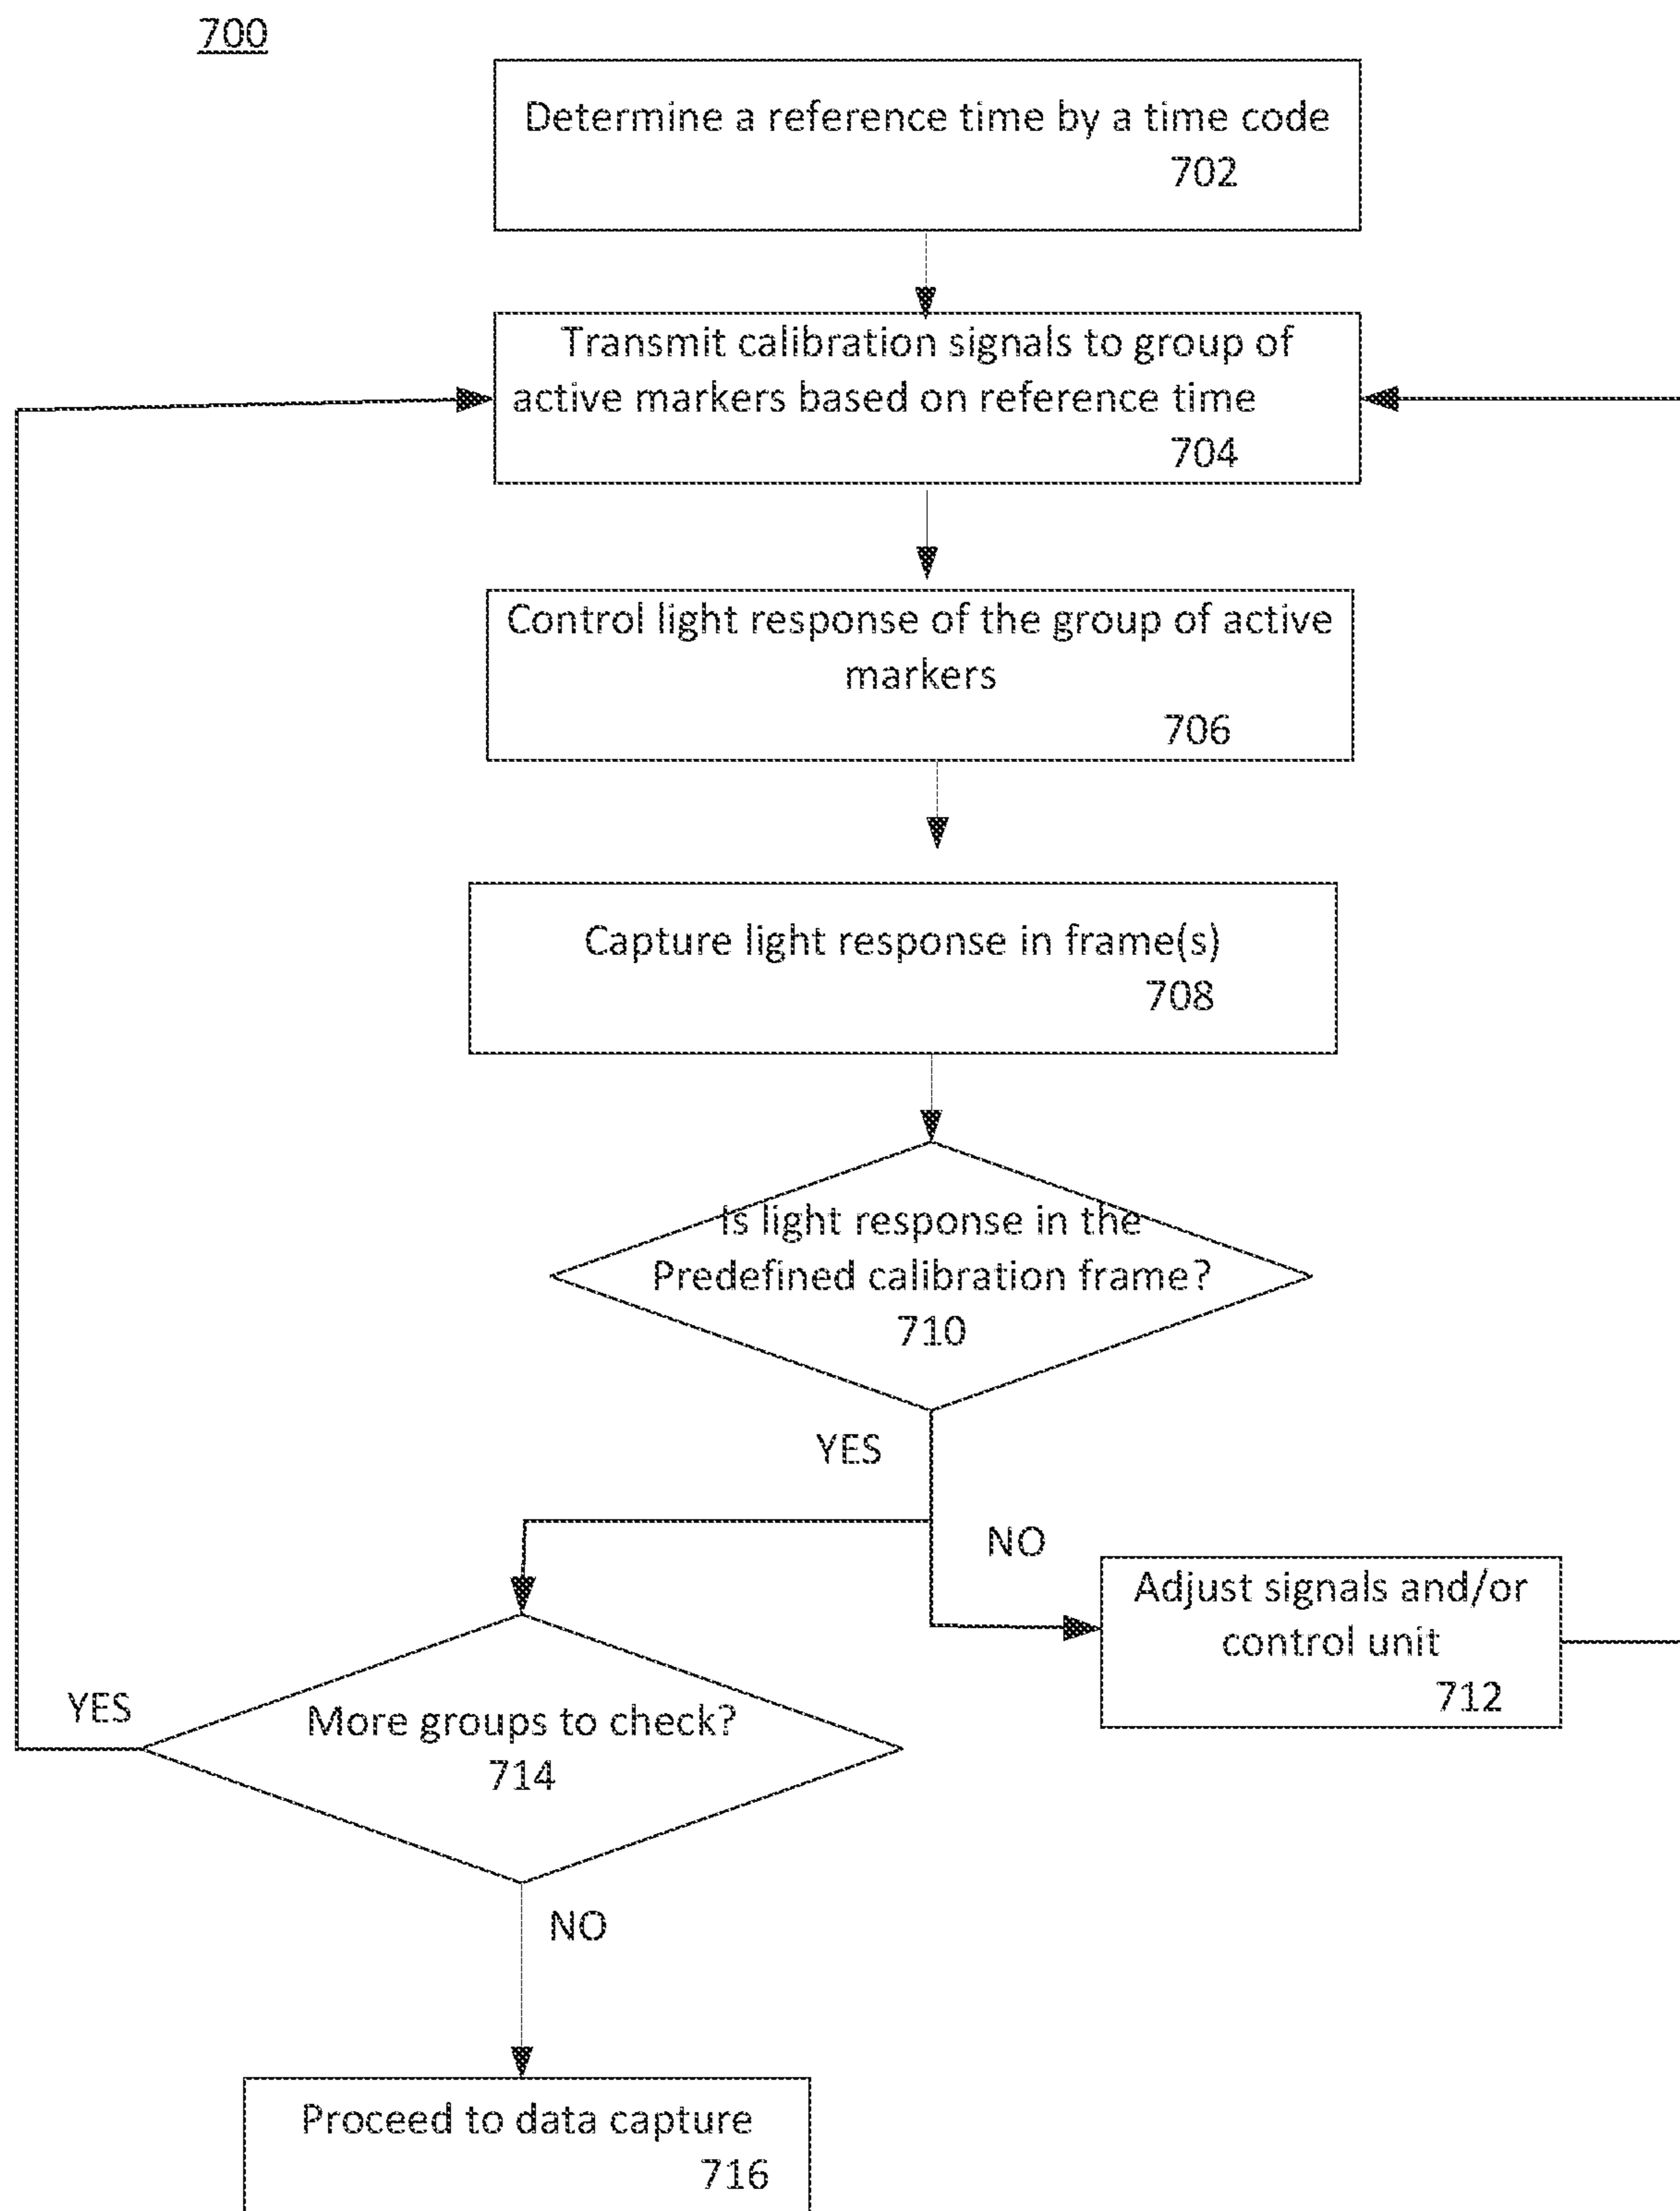 700
Determine a reference time by a time code
702
Transmit calibration signals to group of
active markers based on reference time
704
Control light response of the group of active
markers
706
Capture light response in frame(s)
708
Is light response in the
Predefined calibration frame?
710
YES
NO
Adjust signals and/or
control unit
712
YES
More groups to check?
714
NO
Proceed to data capture
716